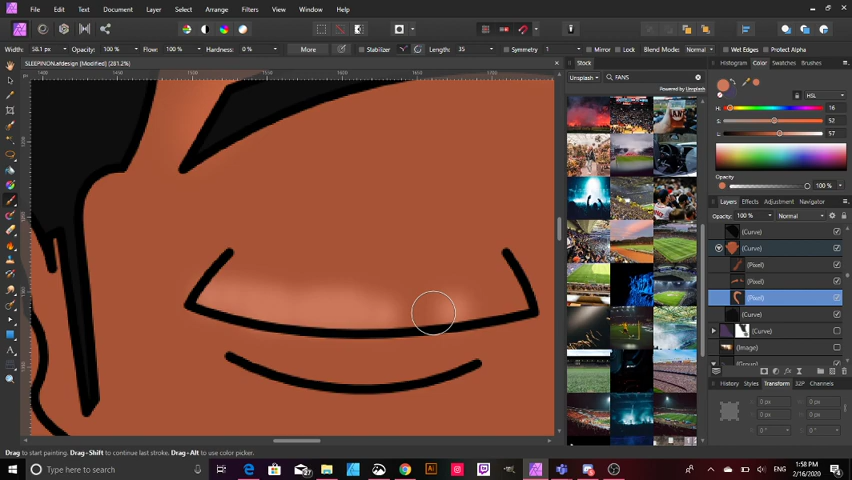 File Edit Text Document Layer Select Arrange Filters View Window Help
Width: 56.1 px Opacity: 100 % Flow: 100 % Hardness: 0 % More Stabilizer Length: 35 Symmetry: 1 Mirror Lock Blend Mode: Normal Wet Edges Protect Alpha
SLEEPINON.afdesign [Modified] (281.2%)
Stock
Histogram Color Swatches Brushes
Unsplash FANS
Powered by Unsplash
HSL
H: 16
S: 52
L: 57
Opacity
100 %
Layers Effects Adjustment Navigator
Opacity: 100 % Normal
(Curve)
(Curve)
(Pixel)
(Pixel)
(Pixel)
(Curve)
(Curve)
(Image)
History Styles Transform Channels 32P
X: 0 px W: 0 px
Y: 0 px H: 0 px
R: 0 ° S: 0 °
Drag to start painting. Drag+Shift to continue last stroke. Drag+Alt to use color picker.
Type here to search
ENG
1:58 PM
2/16/2020